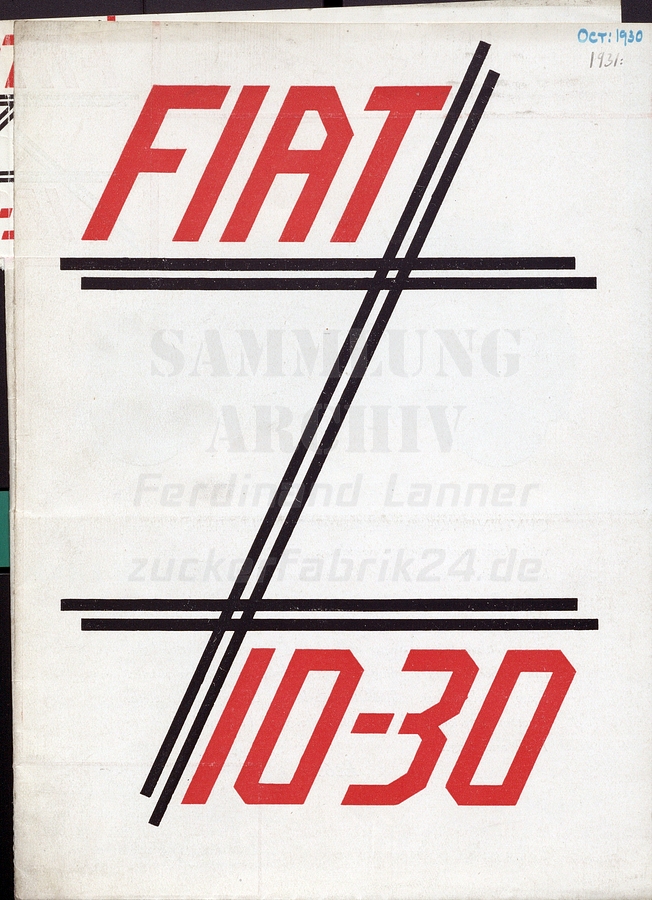 OCT: 1930
1931:
FIAT
SAMMLUNG
ARCHIV
Ferdinand Lanner
zuckerfabrik24.de
10-30